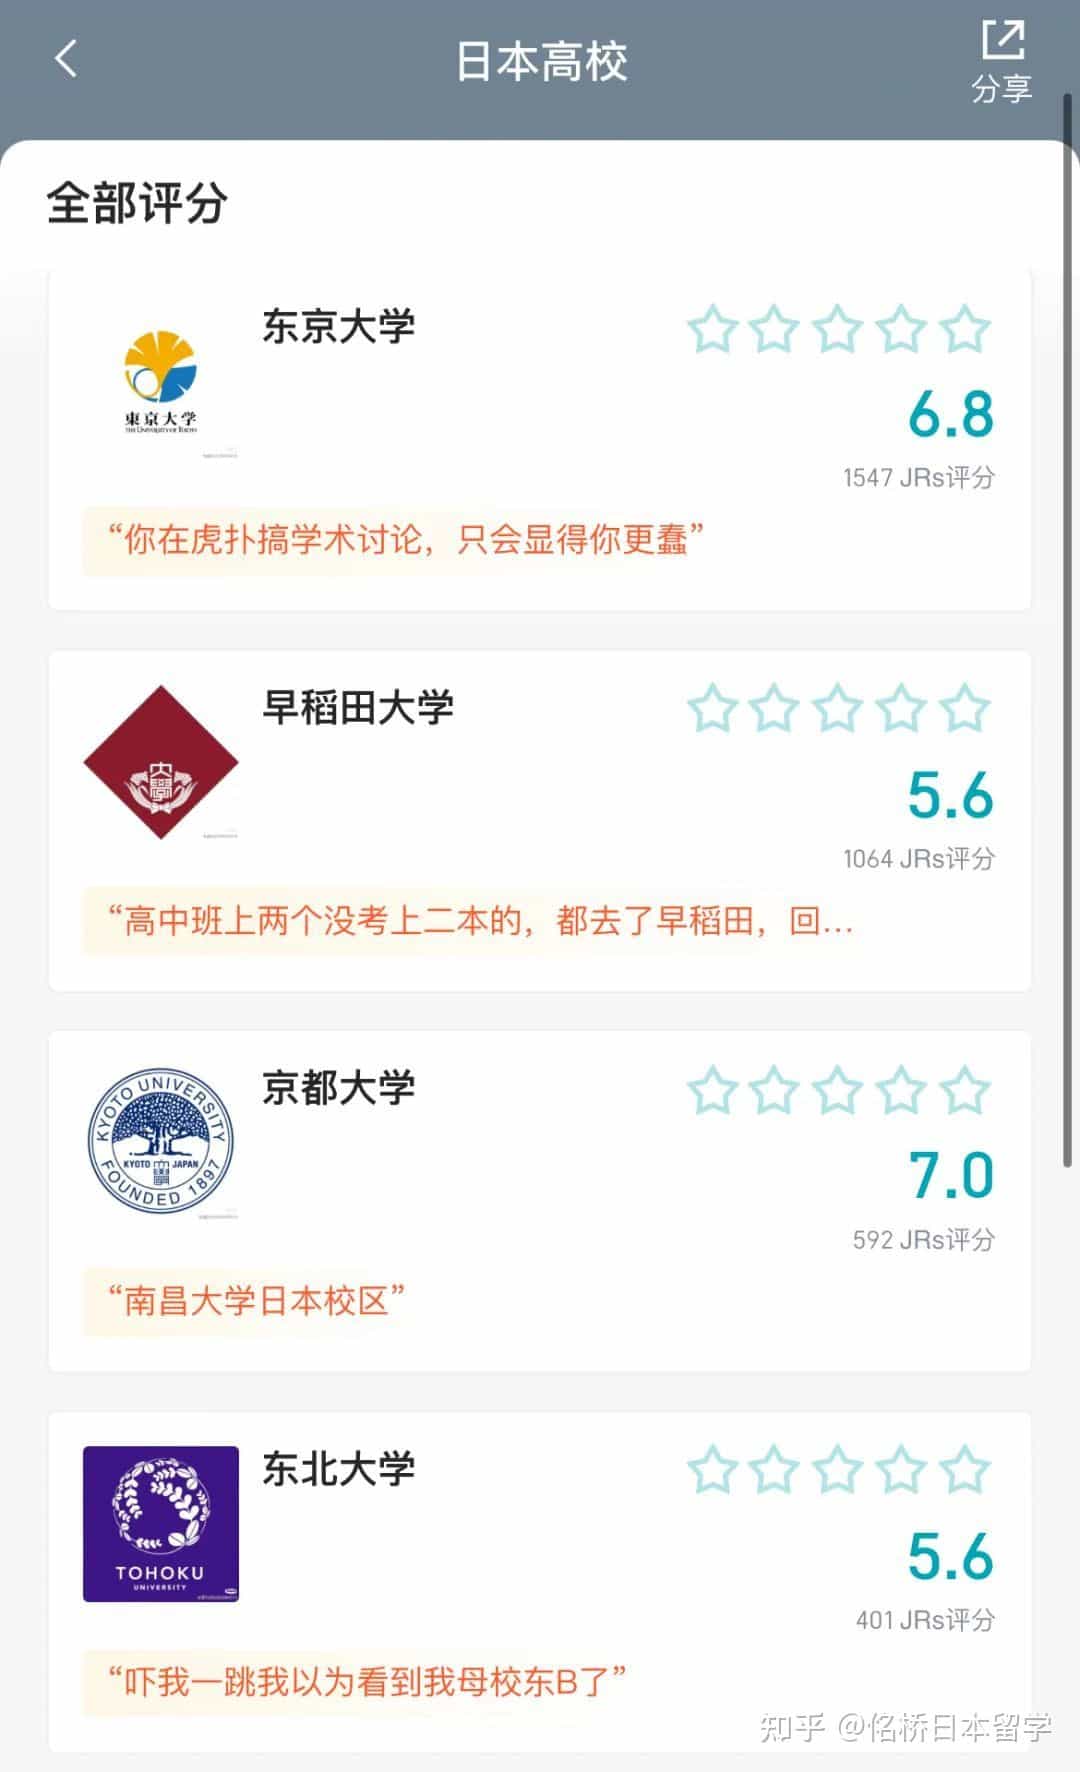 日本高校
分享
全部评分
东京大学
東京大学
THE UNIVERSITY OF TOKYO
6.8
1547 JRs评分
“你在虎扑搞学术讨论，只会显得你更蠢”
早稻田大学
大學
5.6
1064 JRs评分
“高中班上两个没考上二本的，都去了早稻田，回...
京都大学
KYOTO UNIVERSITY
KYOTO JAPAN
FOUNDED 1897
7.0
592 JRs评分
“南昌大学日本校区”
东北大学
TOHOKU
UNIVERSITY
5.6
401 JRs评分
“吓我一跳我以为看到我母校东B了”
知乎 @佲桥日本留学